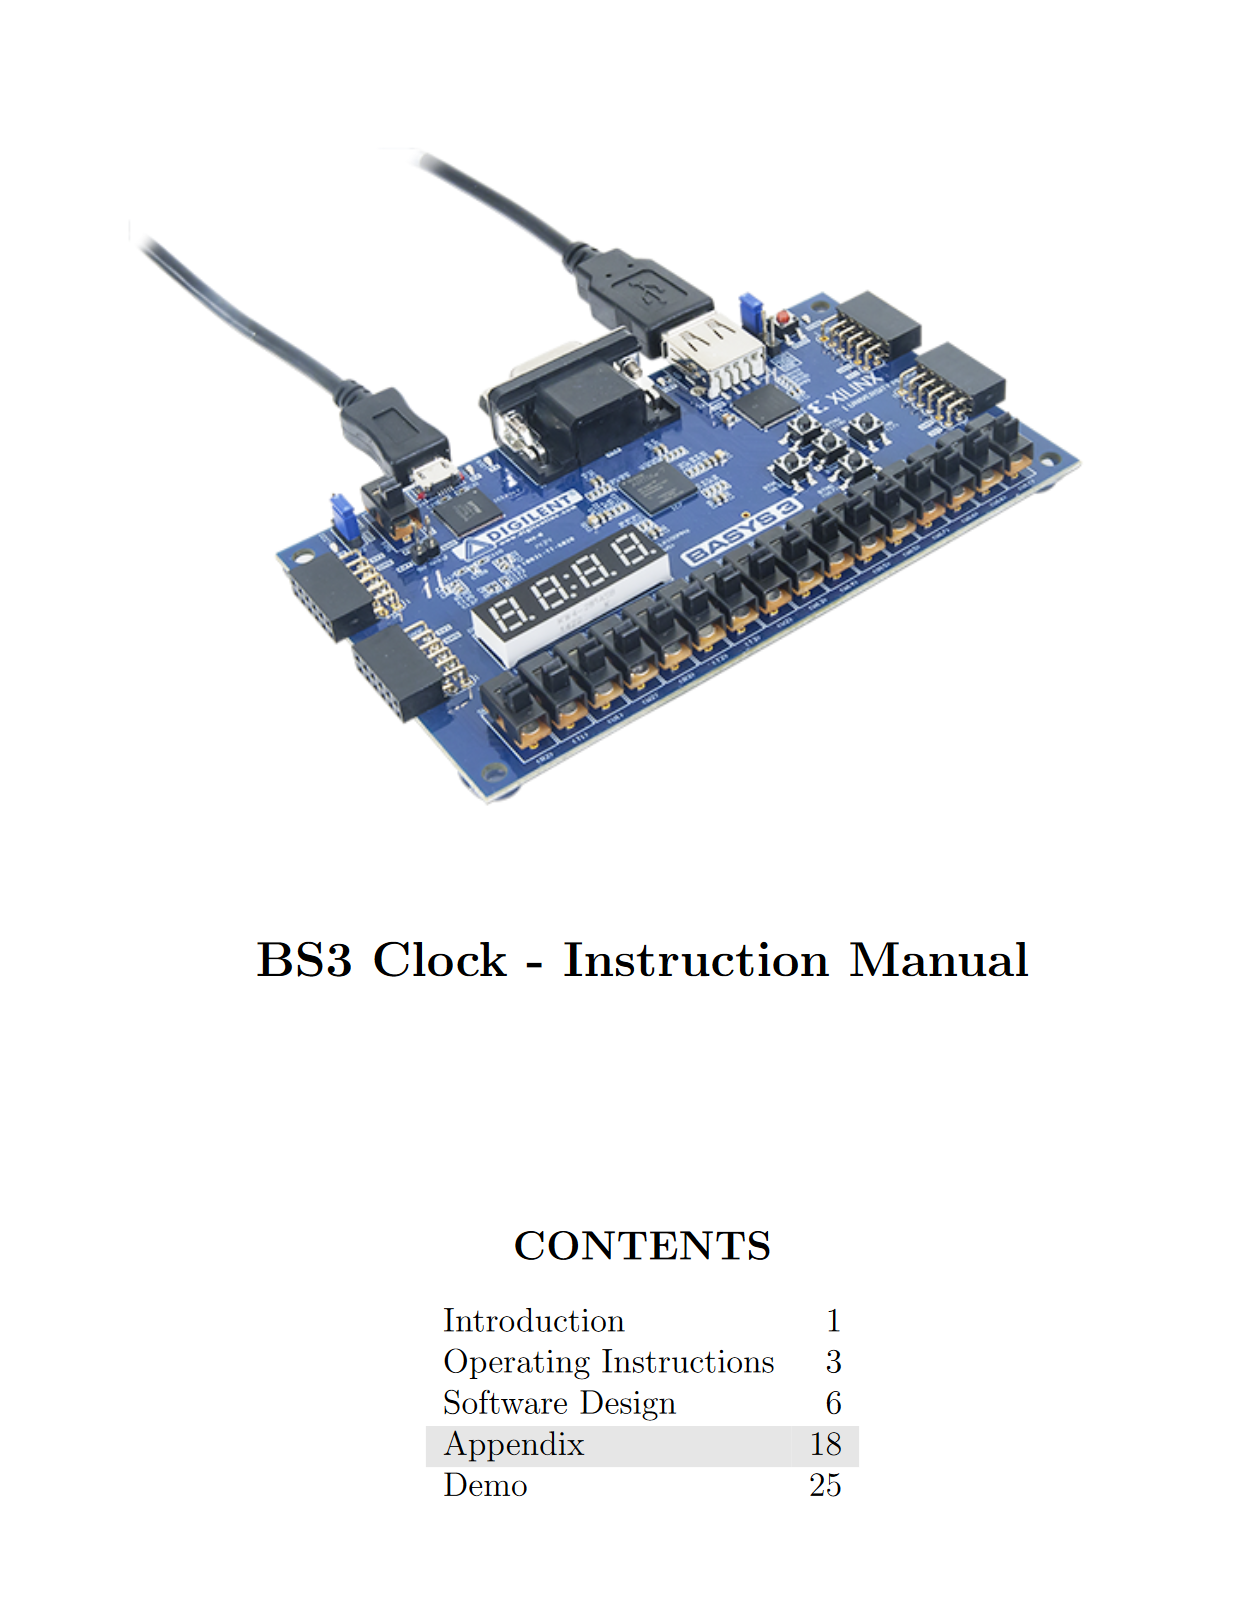 XILINX
DIGILENT
BASYS 3
BS3 Clock - Instruction Manual
CONTENTS
Introduction 1
Operating Instructions 3
Software Design 6
Appendix 18
Demo 25